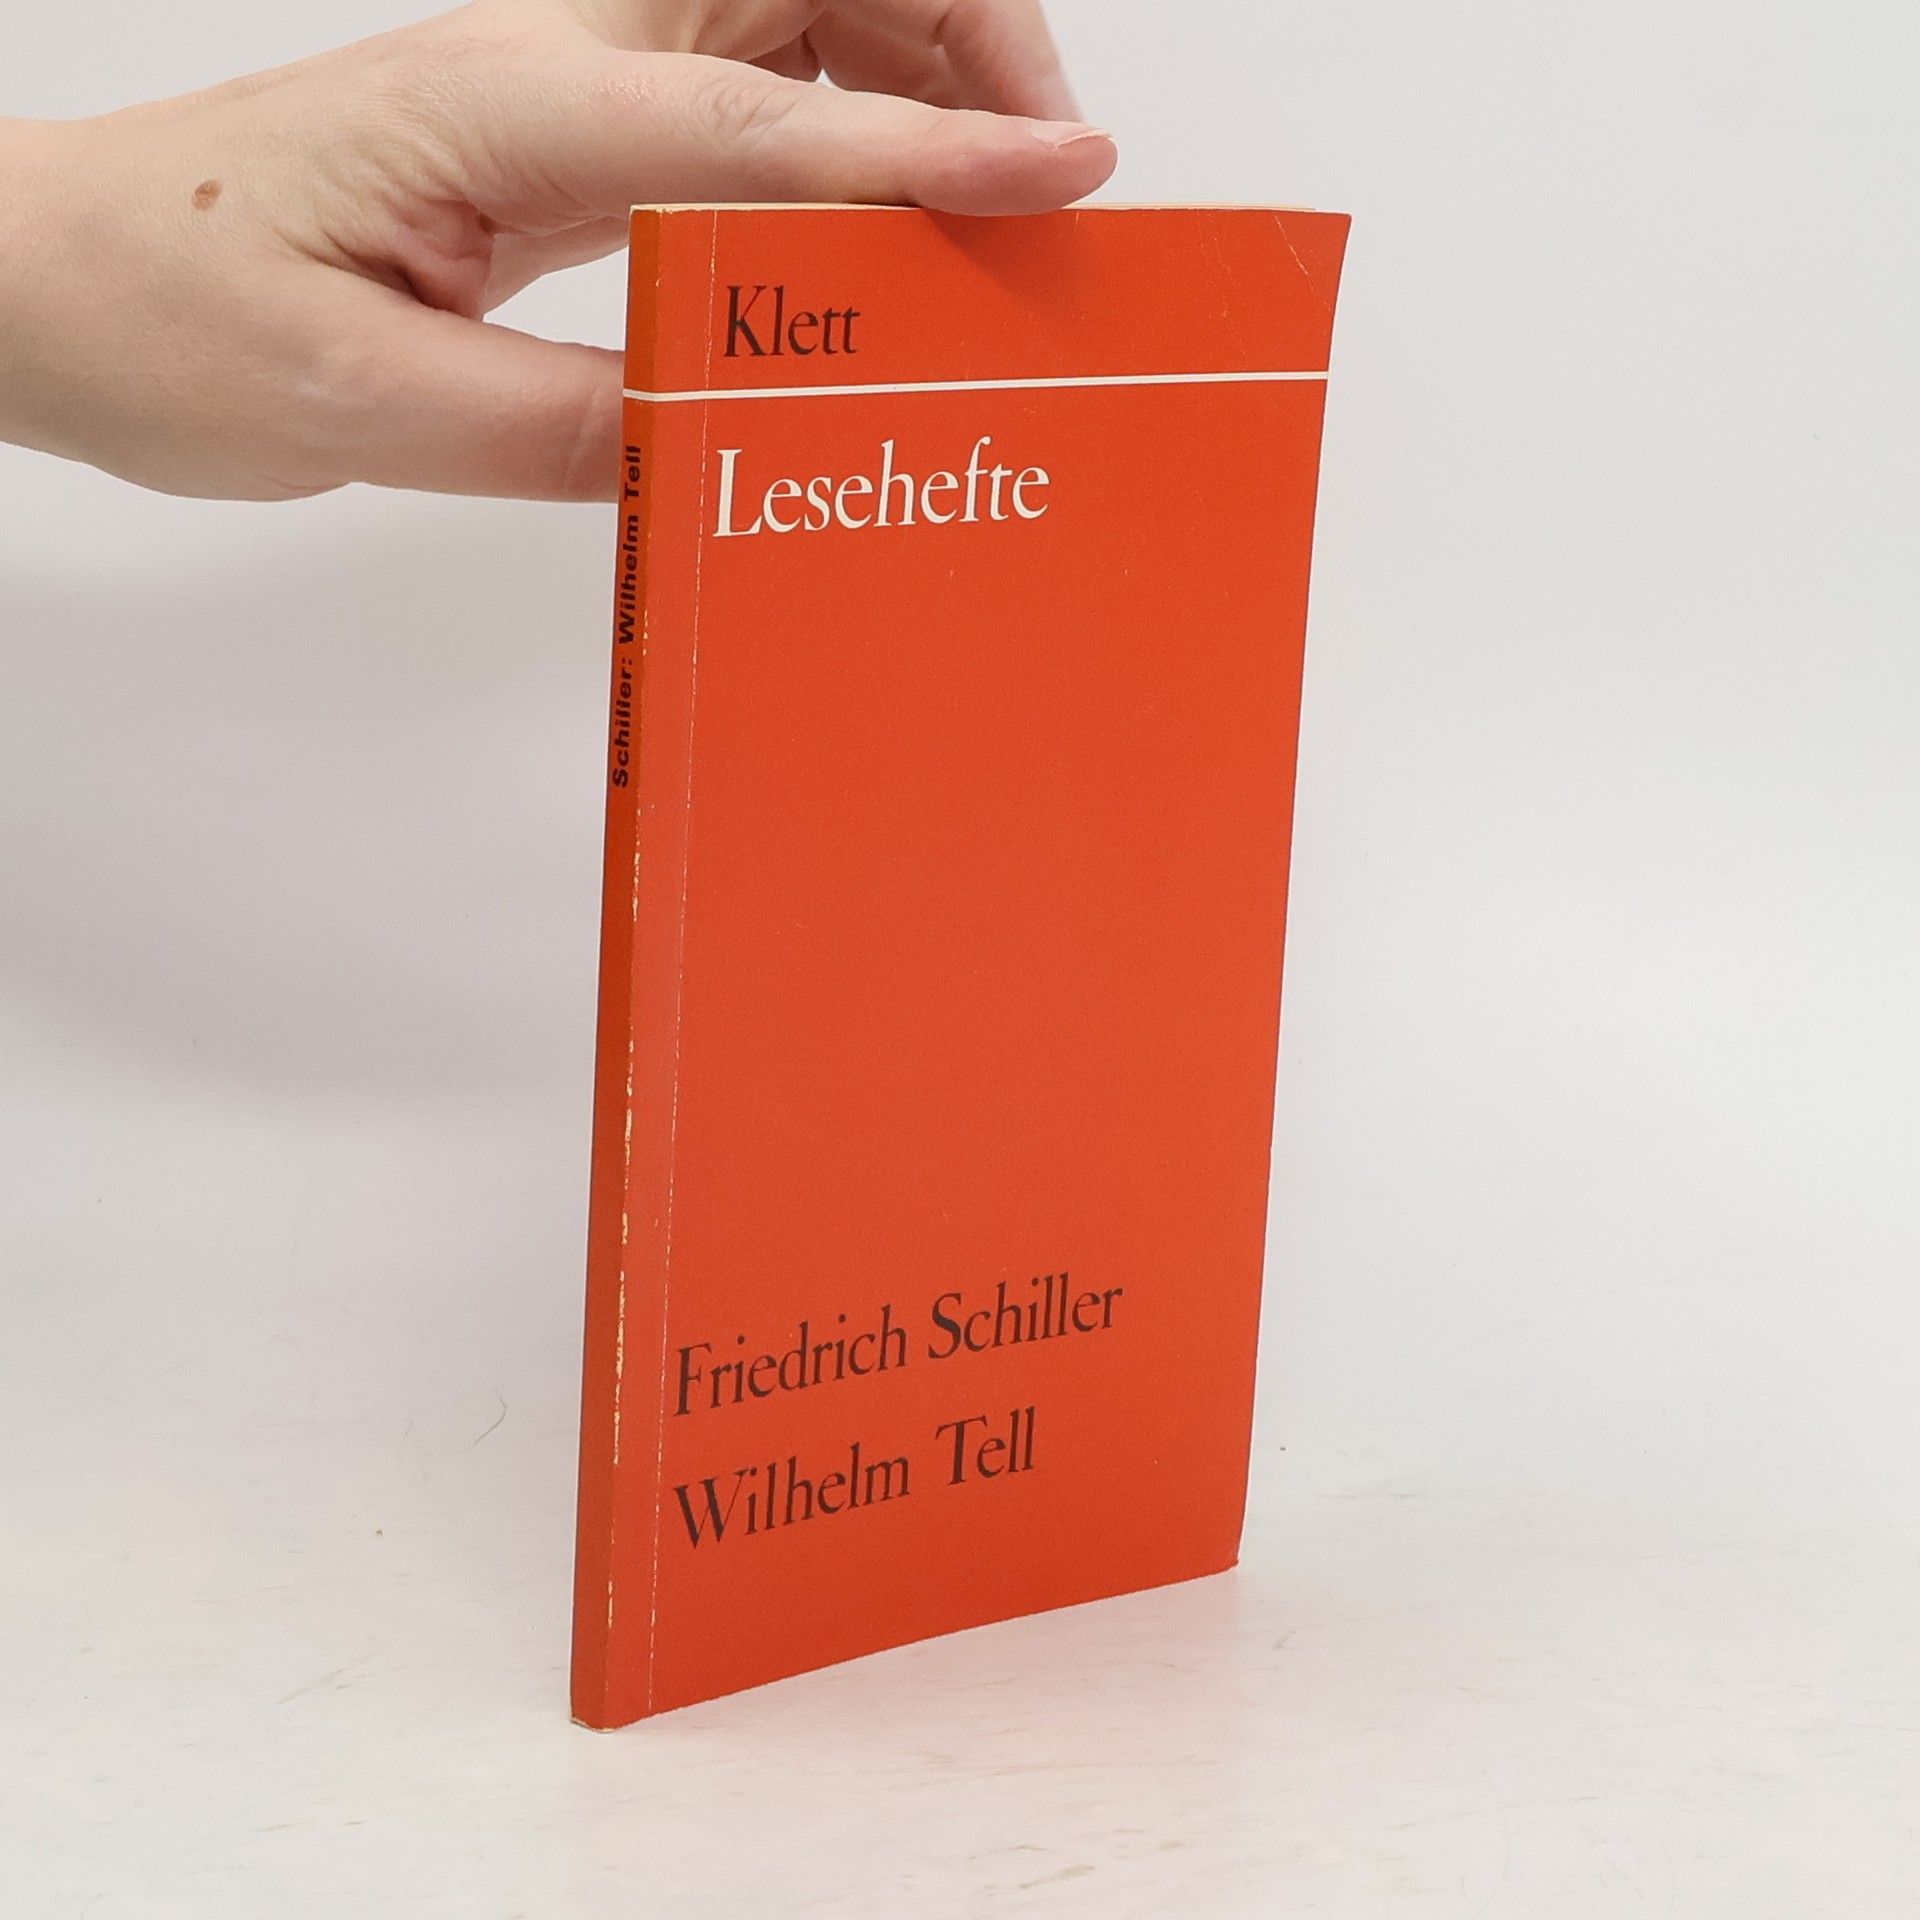 Klett
Lesehefte
Friedrich Schiller
Wilhelm Tell
Schiller: Wilhelm Tell